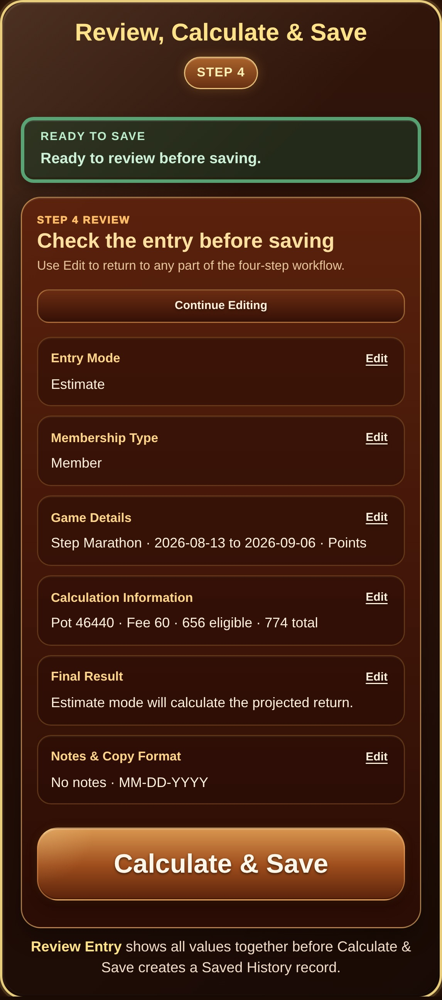 Review, Calculate & Save
STEP 4
READY TO SAVE
Ready to review before saving.
STEP 4 REVIEW
Check the entry before saving
Use Edit to return to any part of the four-step workflow.
Continue Editing
Entry Mode
Edit
Estimate
Membership Type
Edit
Member
Game Details
Edit
Step Marathon · 2026-08-13 to 2026-09-06 · Points
Calculation Information
Edit
Pot 46440 · Fee 60 · 656 eligible · 774 total
Final Result
Edit
Estimate mode will calculate the projected return.
Notes & Copy Format
Edit
No notes · MM-DD-YYYY
Calculate & Save
Review Entry shows all values together before Calculate &
Save creates a Saved History record.